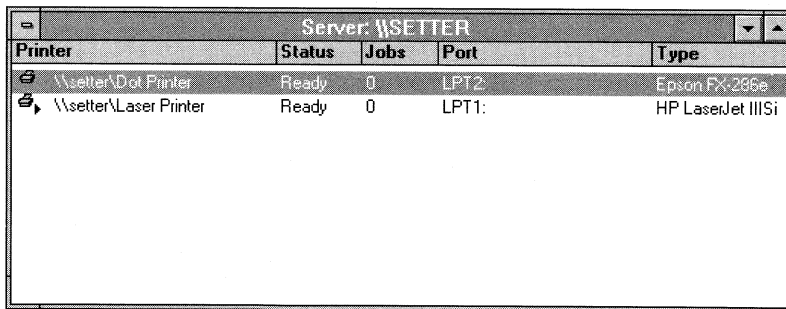 Server: \\SETTER
Printer Status Jobs Port Type
\\setter\Dot Printer Ready 0 LPT2: Epson FX-286e
\\setter\Laser Printer Ready 0 LPT1: HP LaserJet IIISi